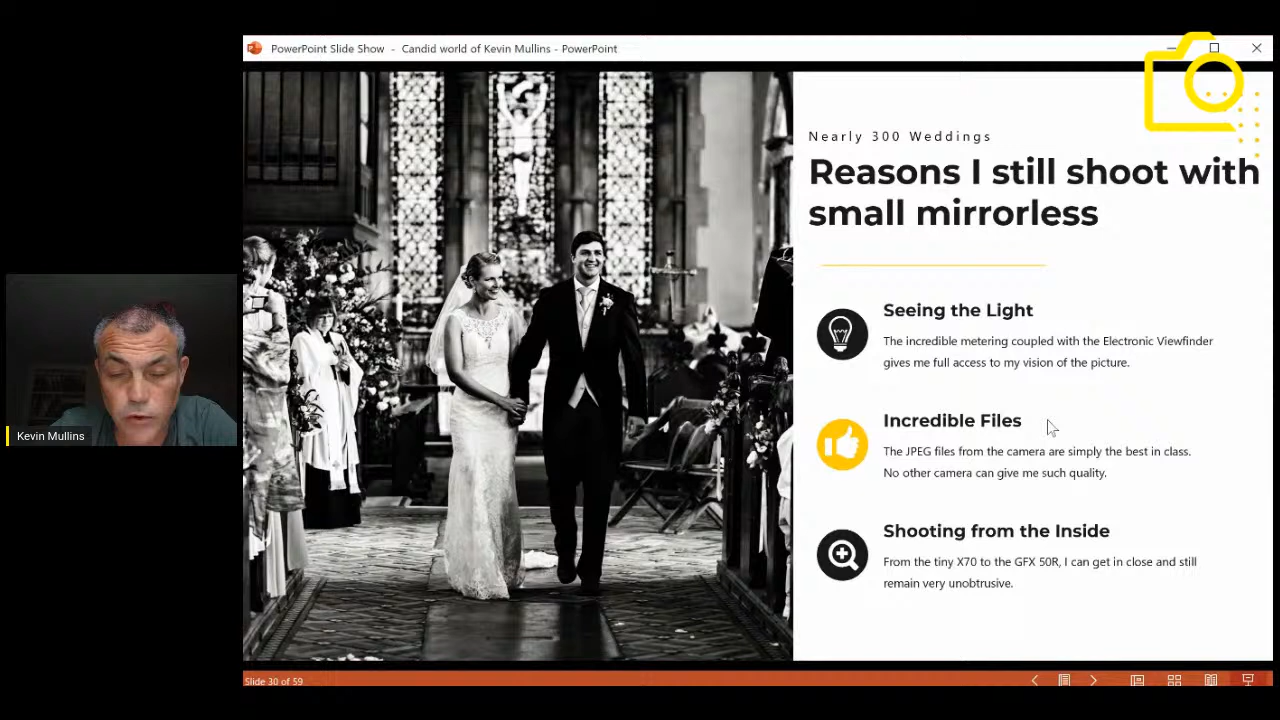 PowerPoint Slide Show - Candid world of Kevin Mullins - PowerPoint
Nearly 300 Weddings
Reasons I still shoot with
small mirrorless
Seeing the Light
The incredible metering coupled with the Electronic Viewfinder
gives me full access to my vision of the picture.
Incredible Files
The JPEG files from the camera are simply the best in class.
No other camera can give me such quality.
Shooting from the Inside
From the tiny X70 to the GFX 50R, I can get in close and still
remain very unobtrusive.
Kevin Mullins
Slide 30 of 59